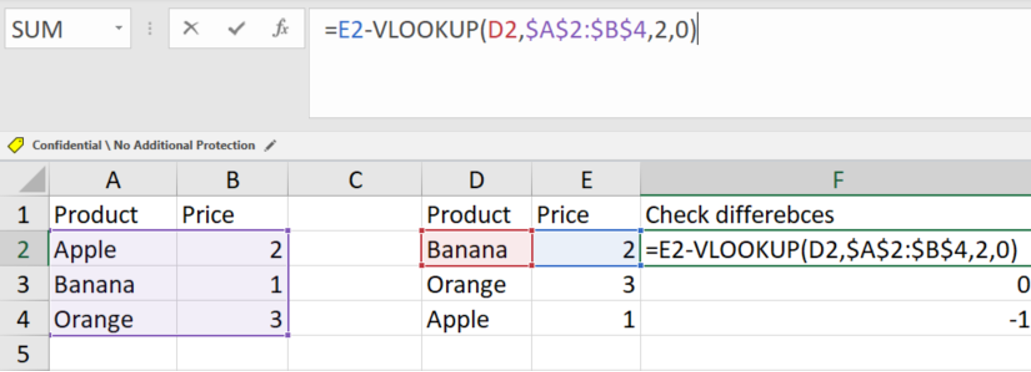 SUM fx =E2-VLOOKUP(D2,$A$2:$B$4,2,0)
Confidential \ No Additional Protection
A B C D E F
1 Product Price Product Price Check differebces
2 Apple 2 Banana 2 =E2-VLOOKUP(D2,$A$2:$B$4,2,0)
3 Banana 1 Orange 3 0
4 Orange 3 Apple 1 -1
5